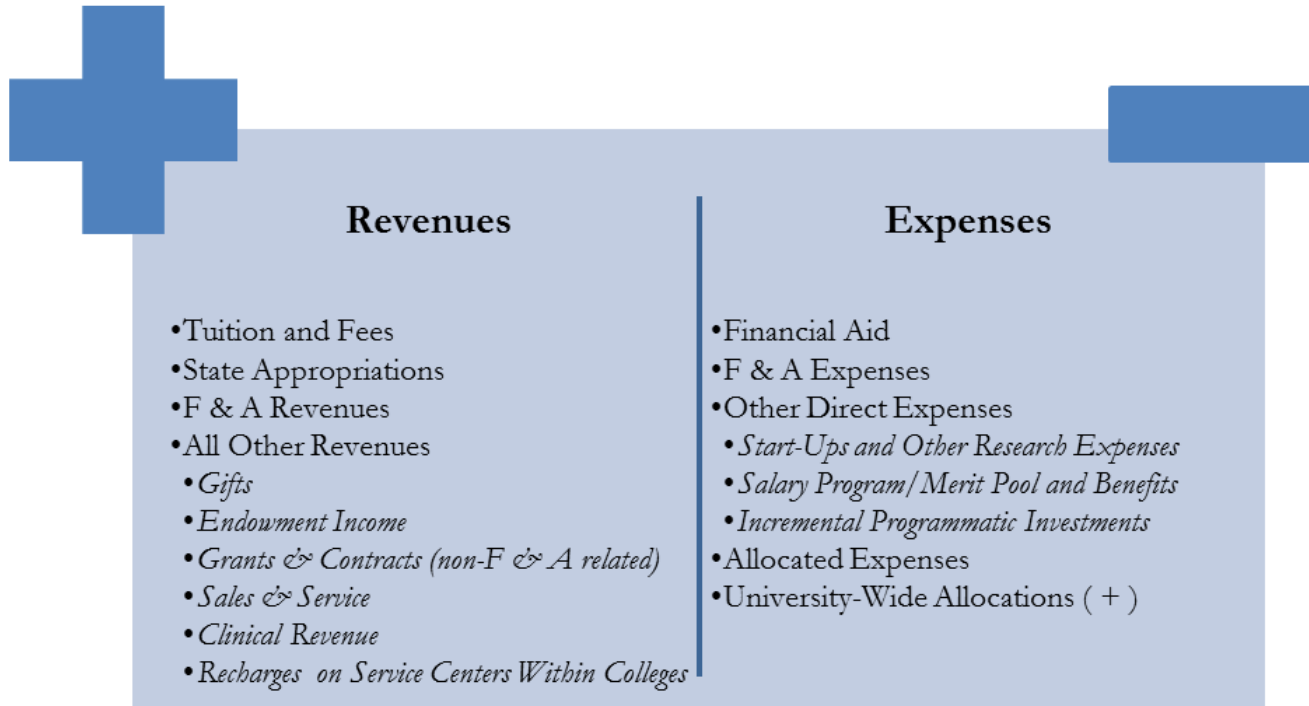 Revenues
•Tuition and Fees
•State Appropriations
•F & A Revenues
•All Other Revenues
•Gifts
•Endowment Income
•Grants & Contracts (non-F & A related)
•Sales & Service
•Clinical Revenue
•Recharges on Service Centers Within Colleges
Expenses
•Financial Aid
•F & A Expenses
•Other Direct Expenses
•Start-Ups and Other Research Expenses
•Salary Program/Merit Pool and Benefits
•Incremental Programmatic Investments
•Allocated Expenses
•University-Wide Allocations ( + )